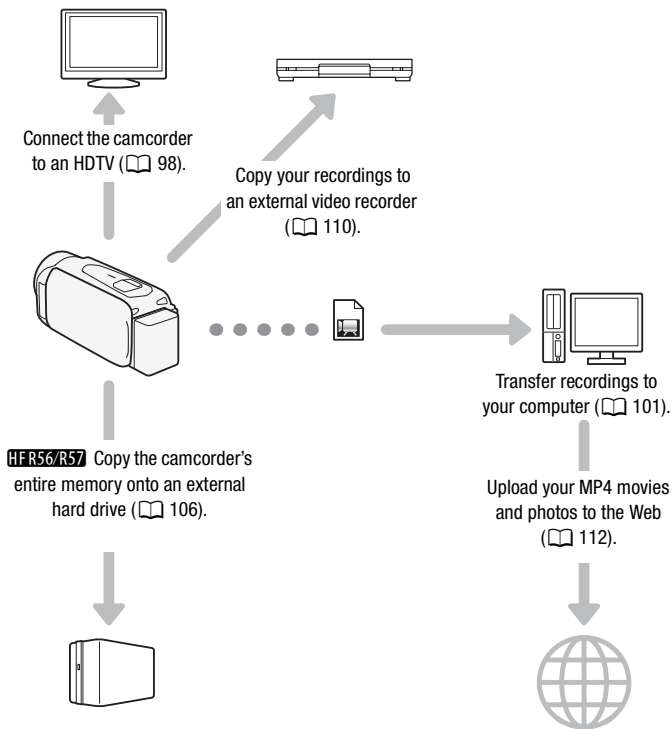 Connect the camcorder
to an HDTV (98).
Copy your recordings to
an external video recorder
(110).
Transfer recordings to
your computer (101).
HF R56/R57 Copy the camcorder's
entire memory onto an external
hard drive (106).
Upload your MP4 movies
and photos to the Web
(112).